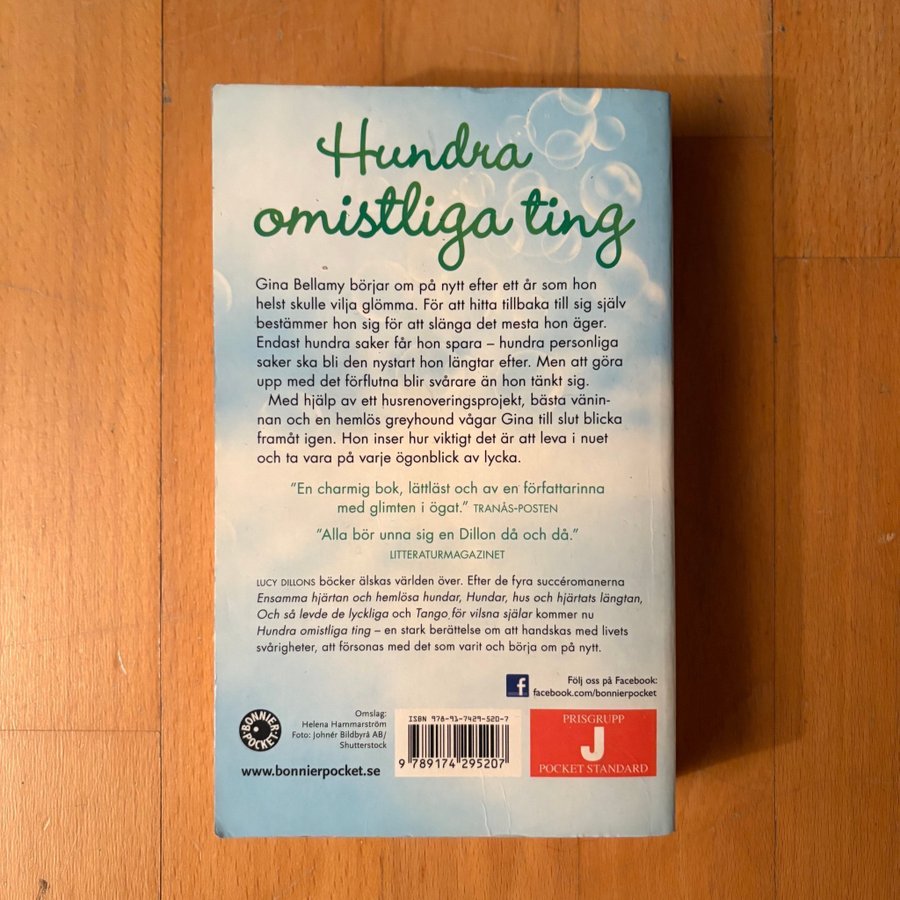 Hundra
omistliga ting
Gina Bellamy börjar om på nytt efter ett år som hon
helst skulle vilja glömma. För att hitta tillbaka till sig själv
bestämmer hon sig för att slänga det mesta hon äger.
Endast hundra saker får hon spara – hundra personliga
saker ska bli den nystart hon längtar efter. Men att göra
upp med det förflutna blir svårare än hon tänkt sig.
Med hjälp av ett husrenoveringsprojekt, bästa vänin-
nan och en hemlös greyhound vågar Gina till slut blicka
framåt igen. Hon inser hur viktigt det är att leva i nuet
och ta vara på varje ögonblick av lycka.
”En charmig bok, lättläst och av en författarinna
med glimten i ögat.” TRANÅS-POSTEN
”Alla bör unna sig en Dillon då och då.”
LITTERATURMAGAZINET
LUCY DILLONS böcker älskas världen över. Efter de fyra succéromanerna
Ensamma hjärtan och hemlösa hundar, Hundar, hus och hjärtats längtan,
Och så levde de lyckliga och Tango för vilsna själar kommer nu
Hundra omistliga ting – en stark berättelse om att handskas med livets
svårigheter, att försonas med det som varit och börja om på nytt.
f
Följ oss på Facebook:
facebook.com/bonnierpocket
BONNIER
POCKET
Omslag:
Helena Hammarström
Foto: Johnér Bildbyrå AB/
Shutterstock
www.bonnierpocket.se
ISBN 978-91-7429-520-7
9 789174 295207
PRISGRUPP
J
POCKET STANDARD